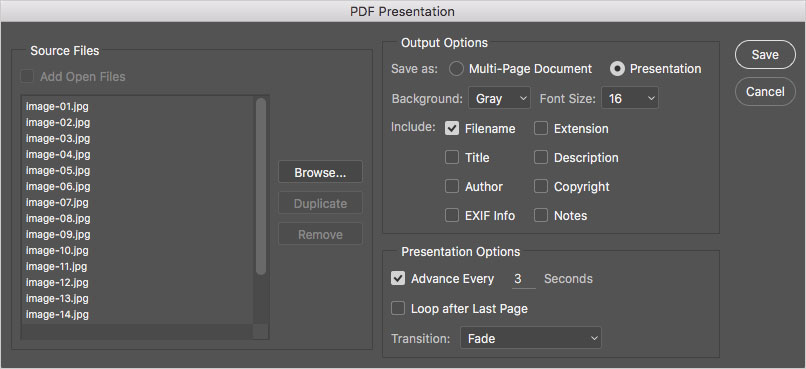 PDF Presentation
Source Files
Add Open Files
image-01.jpg
image-02.jpg
image-03.jpg
image-04.jpg
image-05.jpg
image-06.jpg
image-07.jpg
image-08.jpg
image-09.jpg
image-10.jpg
image-11.jpg
image-12.jpg
image-13.jpg
image-14.jpg
Browse...
Duplicate
Remove
Output Options
Save as: Multi-Page Document Presentation
Background: Gray Font Size: 16
Include: Filename Extension
Title Description
Author Copyright
EXIF Info Notes
Presentation Options
Advance Every 3 Seconds
Loop after Last Page
Transition: Fade
Save
Cancel